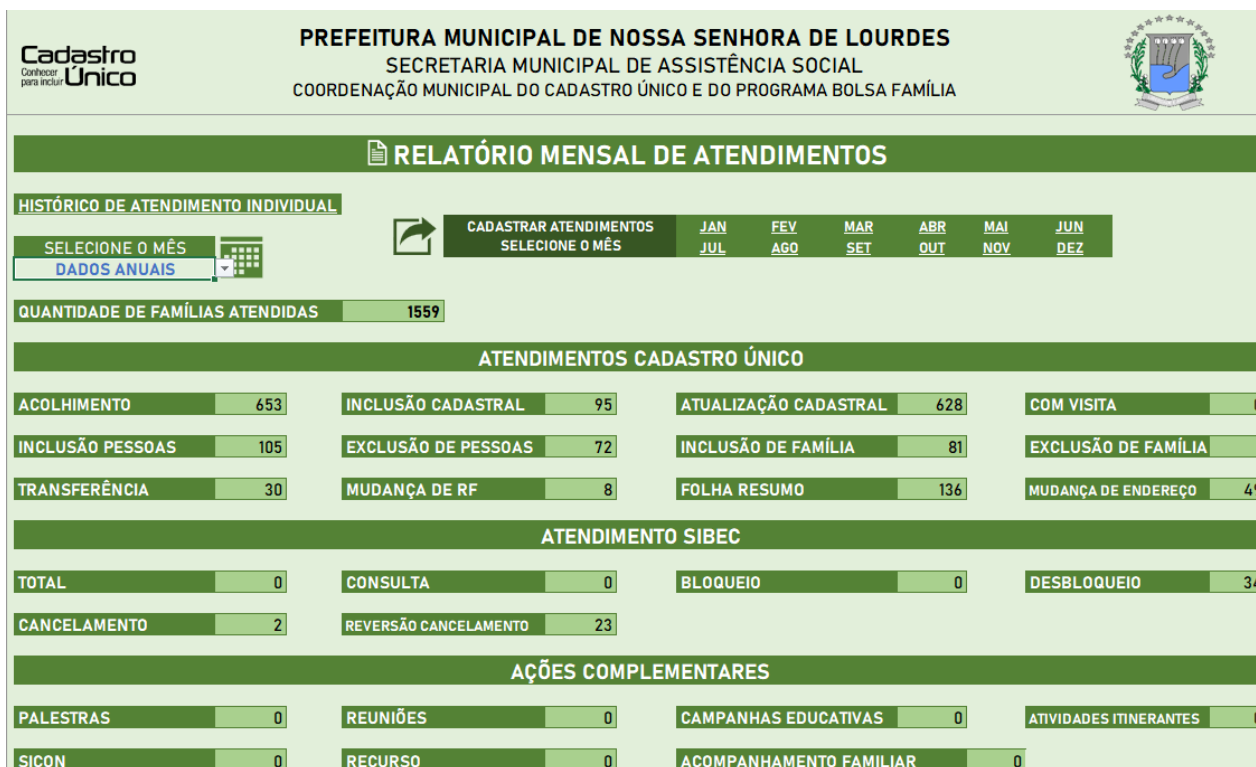 Cadastro
Conhecer para incluir Único
PREFEITURA MUNICIPAL DE NOSSA SENHORA DE LOURDES
SECRETARIA MUNICIPAL DE ASSISTÊNCIA SOCIAL
COORDENAÇÃO MUNICIPAL DO CADASTRO ÚNICO E DO PROGRAMA BOLSA FAMÍLIA
RELATÓRIO MENSAL DE ATENDIMENTOS
HISTÓRICO DE ATENDIMENTO INDIVIDUAL
CADASTRAR ATENDIMENTOS JAN FEV MAR ABR MAI JUN
SELECIONE O MÊS JUL AGO SET OUT NOV DEZ
SELECIONE O MÊS
DADOS ANUAIS
QUANTIDADE DE FAMÍLIAS ATENDIDAS 1559
ATENDIMENTOS CADASTRO ÚNICO
ACOLHIMENTO 653 INCLUSÃO CADASTRAL 95 ATUALIZAÇÃO CADASTRAL 628 COM VISITA
INCLUSÃO PESSOAS 105 EXCLUSÃO DE PESSOAS 72 INCLUSÃO DE FAMÍLIA 81 EXCLUSÃO DE FAMÍLIA
TRANSFERÊNCIA 30 MUDANÇA DE RF 8 FOLHA RESUMO 136 MUDANÇA DE ENDEREÇO
ATENDIMENTO SIBEC
TOTAL 0 CONSULTA 0 BLOQUEIO 0 DESBLOQUEIO
CANCELAMENTO 2 REVERSÃO CANCELAMENTO 23
AÇÕES COMPLEMENTARES
PALESTRAS 0 REUNIÕES 0 CAMPANHAS EDUCATIVAS 0 ATIVIDADES ITINERANTES
SICON 0 RECURSO 0 ACOMPANHAMENTO FAMILIAR 0